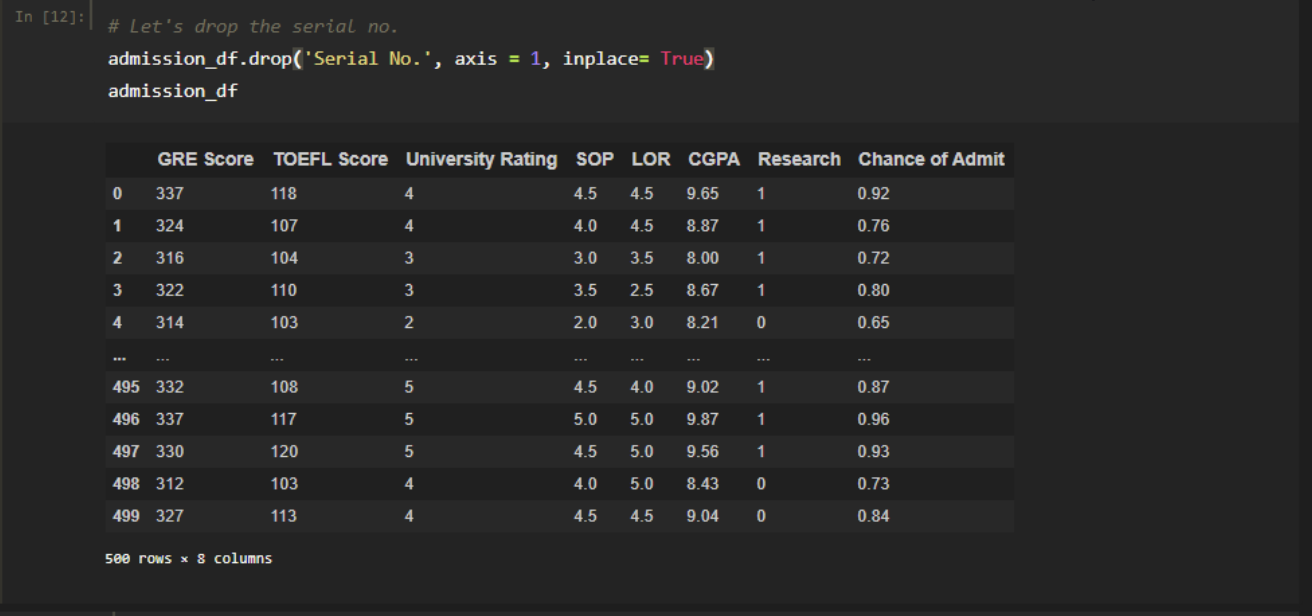 In [12]:
# Let's drop the serial no.
admission_df.drop('Serial No.', axis = 1, inplace= True)
admission_df
GRE Score TOEFL Score University Rating SOP LOR CGPA Research Chance of Admit
0 337 118 4 4.5 4.5 9.65 1 0.92
1 324 107 4 4.0 4.5 8.87 1 0.76
2 316 104 3 3.0 3.5 8.00 1 0.72
3 322 110 3 3.5 2.5 8.67 1 0.80
4 314 103 2 2.0 3.0 8.21 0 0.65
... ... ... ... ... ... ... ... ...
495 332 108 5 4.5 4.0 9.02 1 0.87
496 337 117 5 5.0 5.0 9.87 1 0.96
497 330 120 5 4.5 5.0 9.56 1 0.93
498 312 103 4 4.0 5.0 8.43 0 0.73
499 327 113 4 4.5 4.5 9.04 0 0.84
500 rows × 8 columns